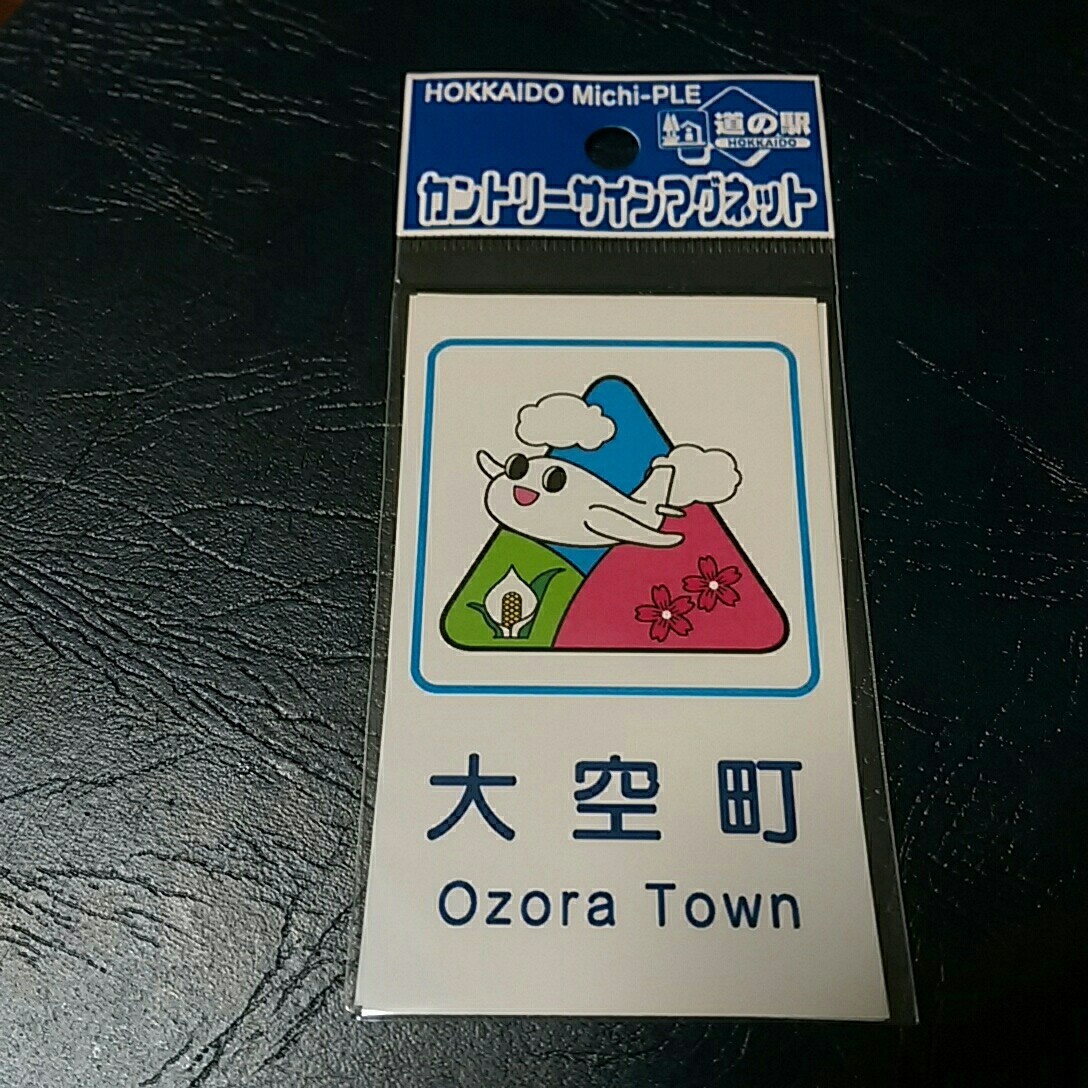 HOKKAIDO Michi-PLE
道の駅
HOKKAIDO
カントリーサインマグネット
大空町
Ozora Town